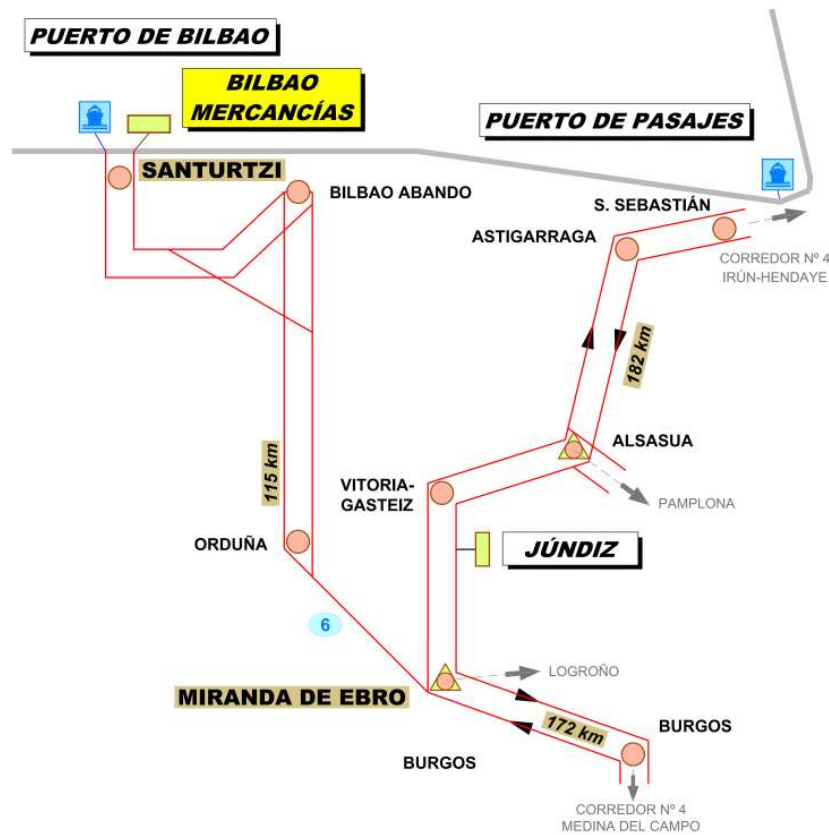 PUERTO DE BILBAO
BILBAO
MERCANCÍAS
PUERTO DE PASAJES
SANTURTZI
BILBAO ABANDO
S. SEBASTIÁN
ASTIGARRAGA
CORREDOR Nº 4
IRÚN-HENDAYE
182 km
ALSASUA
115 km
VITORIA-
GASTEIZ
PAMPLONA
ORDUÑA
JÚNDIZ
6
LOGROÑO
MIRANDA DE EBRO
172 km
BURGOS
BURGOS
CORREDOR Nº 4
MEDINA DEL CAMPO